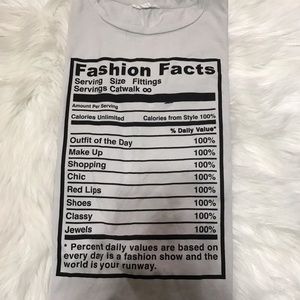 Fashion Facts
Serving Size Fittings
Servings Catwalk ∞
Amount Per Serving
Calories Unlimited Calories from Style 100%
% Daily Value*
Outfit of the Day 100%
Make Up 100%
Shopping 100%
Chic 100%
Red Lips 100%
Shoes 100%
Classy 100%
Jewels 100%
* Percent daily values are based on
every day is a fashion show and the
world is your runway.